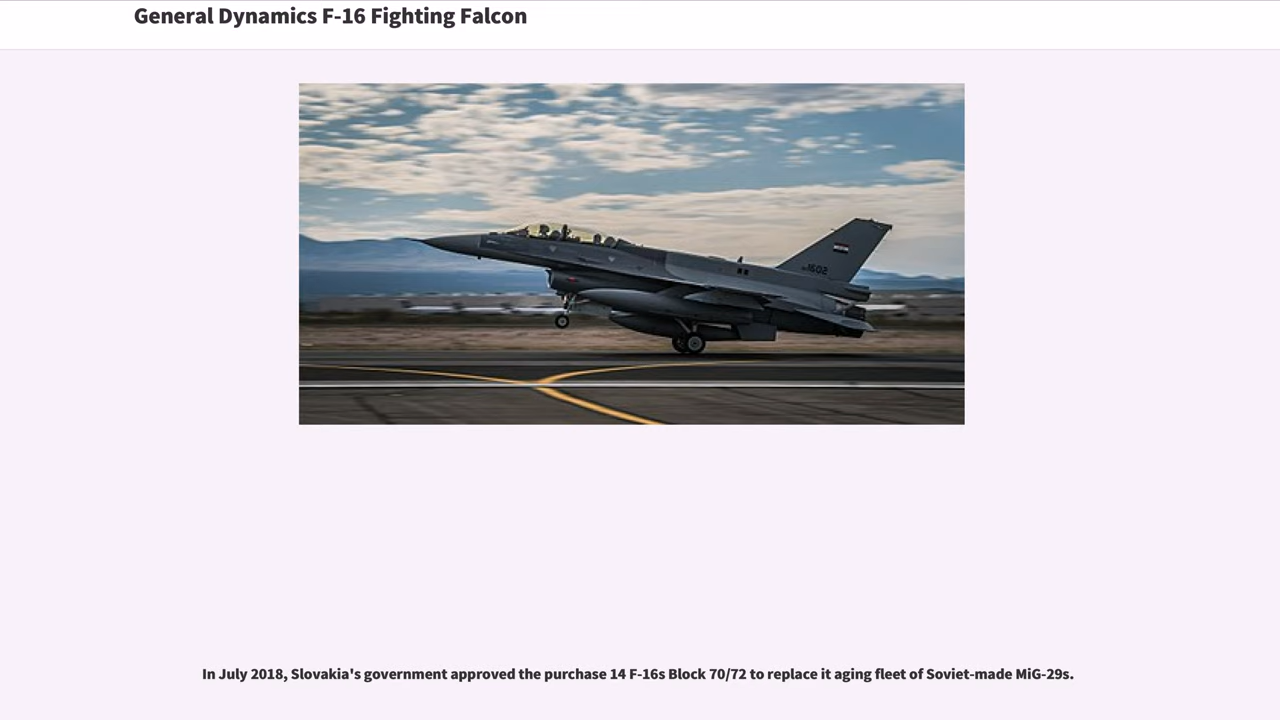 General Dynamics F-16 Fighting Falcon
1602
In July 2018, Slovakia's government approved the purchase 14 F-16s Block 70/72 to replace it aging fleet of Soviet-made MiG-29s.